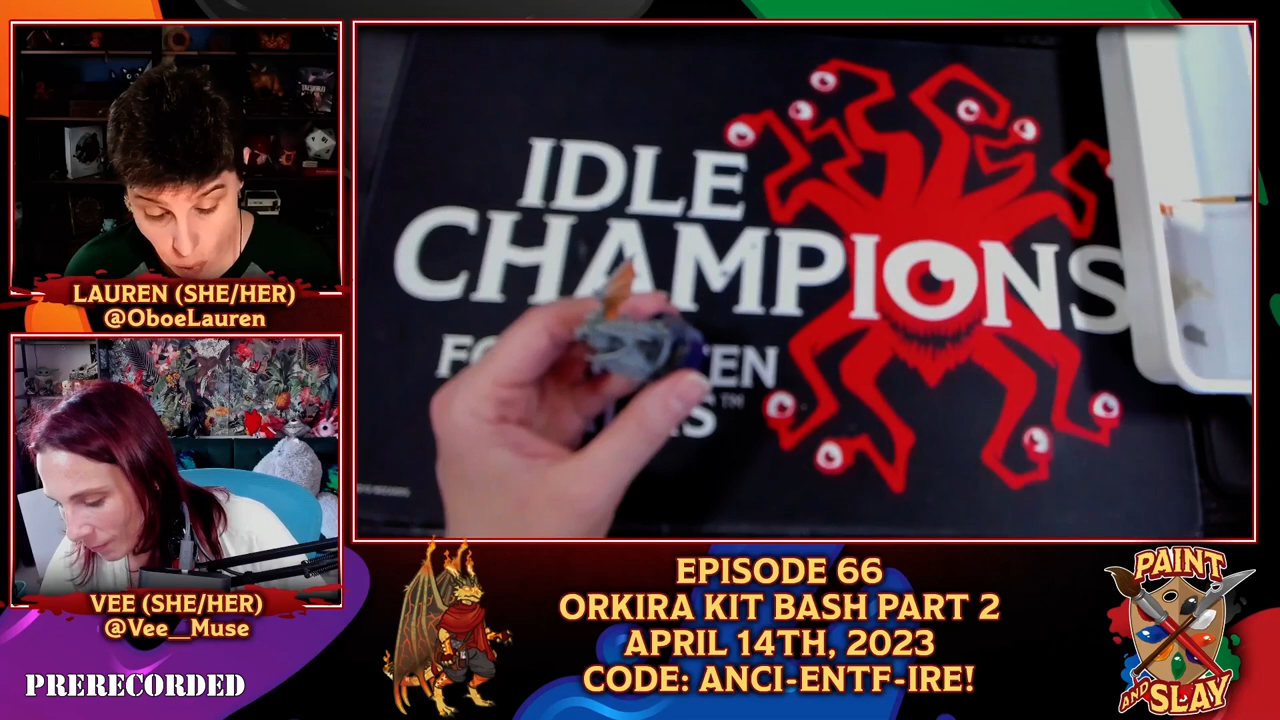 LAUREN (SHE/HER)
@OboeLauren
VEE (SHE/HER)
@Vee__Muse
PRERECORDED
IDLE
CHAMPIONS
EPISODE 66
ORKIRA KIT BASH PART 2
APRIL 14TH, 2023
CODE: ANCI-ENTF-IRE!
PAINT
AND SLAY